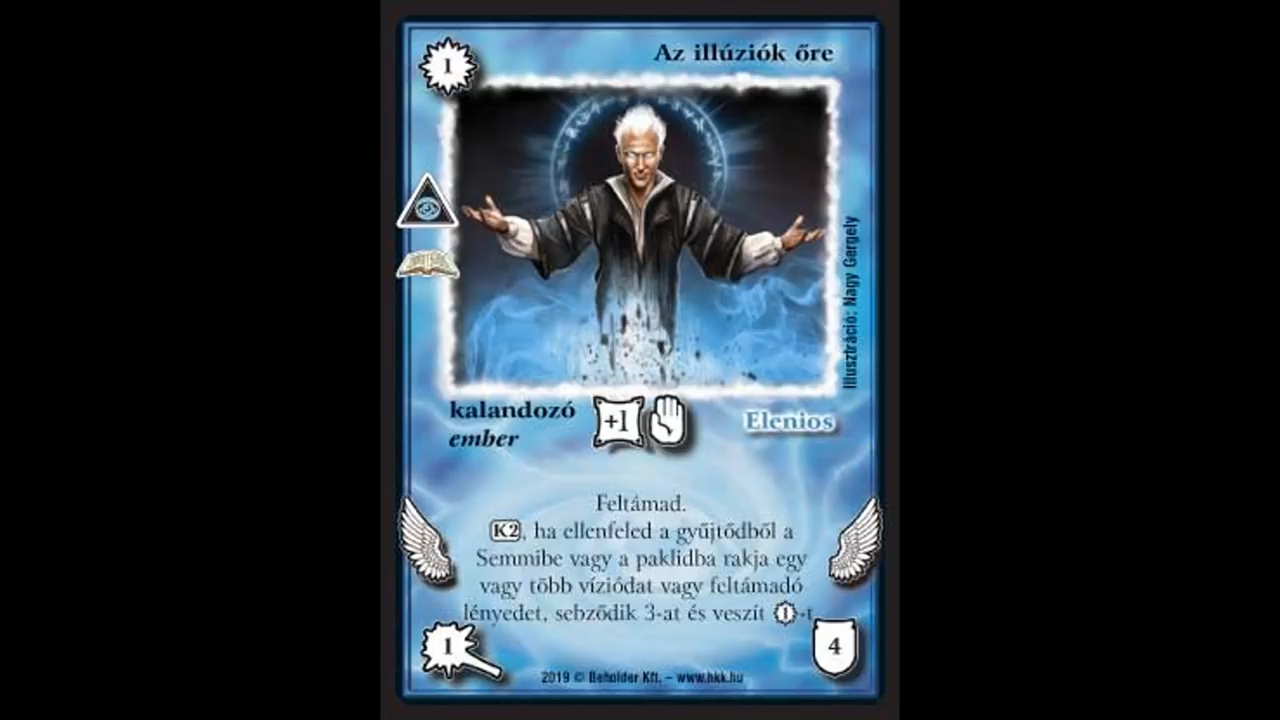 1
Az illúziók őre
Illusztráció: Nagy Gergely
kalandozó
ember
+1
Elenios
Feltámad.
K2, ha ellenfeled a gyűjtődből a
Semmibe vagy a paklidba rakja egy
vagy több víziódat vagy feltámadó
lényedet, sebződik 3-at és veszít 1-t.
1
4
2019 © Beholder Kft. – www.hkk.hu